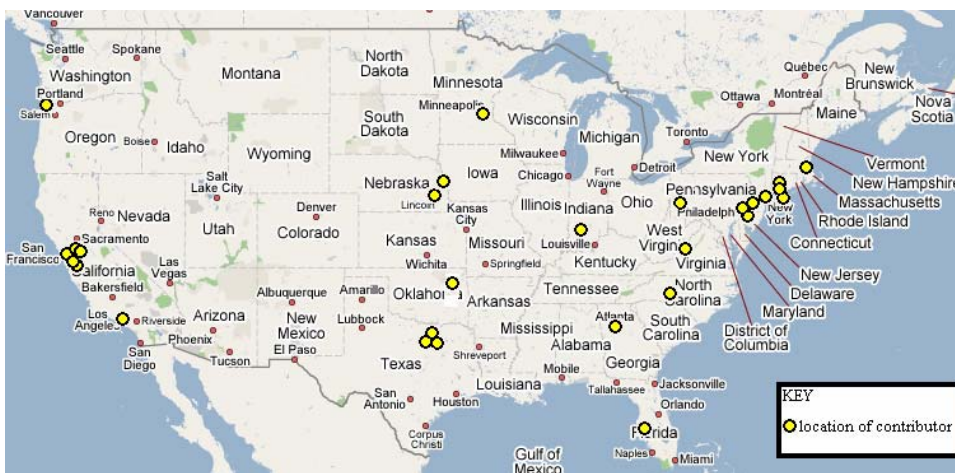 Vancouver
Seattle
Spokane
Washington
Portland
Salem
Oregon
Boise
Idaho
Montana
North
Dakota
South
Dakota
Minnesota
Minneapolis
Wisconsin
Michigan
Milwaukee
Chicago
Detroit
Toronto
Ottawa
Montréal
Québec
New
Brunswick
Nova
Scotia
Maine
Vermont
New Hampshire
Massachusetts
Rhode Island
Connecticut
New Jersey
Delaware
Maryland
District of
Columbia
New York
Pennsylvania
Philadelph
New
York
Wyoming
Salt
Lake City
Nevada
Reno
Utah
Denver
Colorado
Nebraska
Lincoln
Iowa
Kansas
City
Kansas
Missouri
Wichita
Springfield
Illinois
Indiana
Fort
Wayne
Ohio
Louisville
Kentucky
West
Virginia
Virginia
Sacramento
San
Francisco
California
Las
Vegas
Bakersfield
Los
Angeles
Riverside
San
Diego
Arizona
Phoenix
Tucson
Albuquerque
New
Mexico
El Paso
Amarillo
Lubbock
Oklahoma
Arkansas
Tennessee
North
Carolina
South
Carolina
Atlanta
Georgia
Alabama
Mississippi
Texas
Shreveport
Louisiana
San
Antonio
Houston
Corpus
Christi
Mobile
Tallahassee
Jacksonville
Orlando
Florida
Naples
Miami
Gulf of
Mexico
KEY
location of contributor